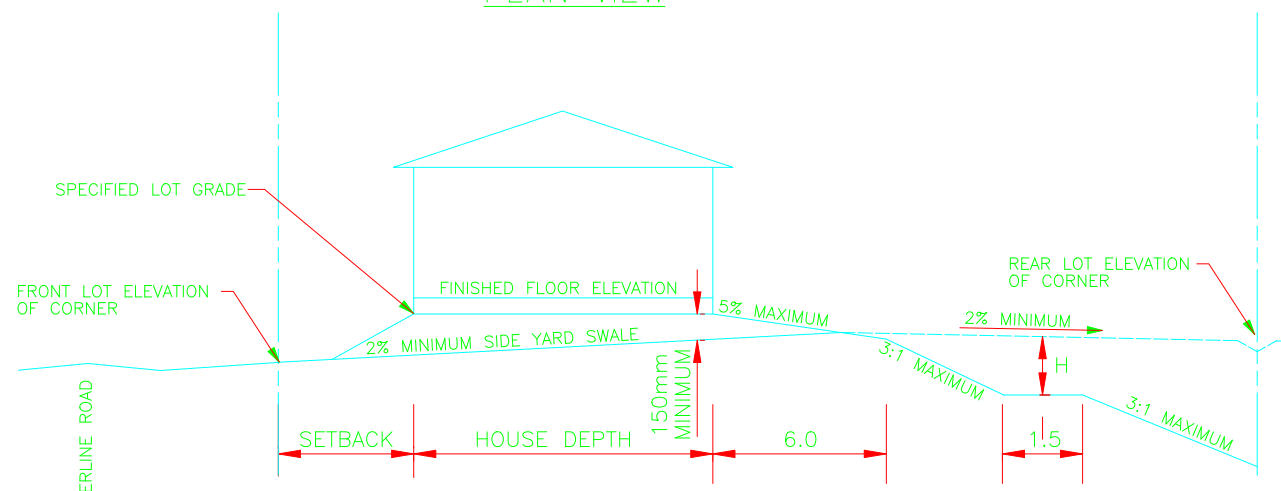 SPECIFIED LOT GRADE
FRONT LOT ELEVATION
OF CORNER
FINISHED FLOOR ELEVATION
2% MINIMUM SIDE YARD SWALE
5% MAXIMUM
2% MINIMUM
REAR LOT ELEVATION
OF CORNER
3:1 MAXIMUM
H
3:1 MAXIMUM
150mm
MINIMUM
ERLINE ROAD
SETBACK
HOUSE DEPTH
6.0
1.5